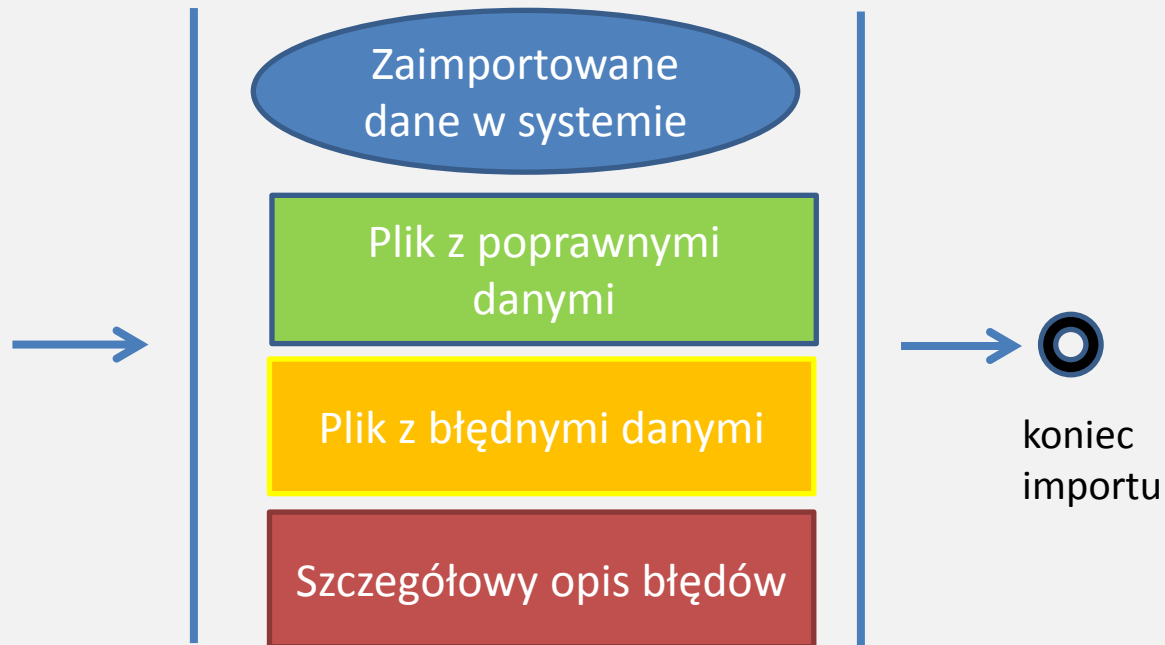 Zaimportowane
dane w systemie
Plik z poprawnymi
danymi
Plik z błędnymi danymi
Szczegółowy opis błędów
koniec
importu